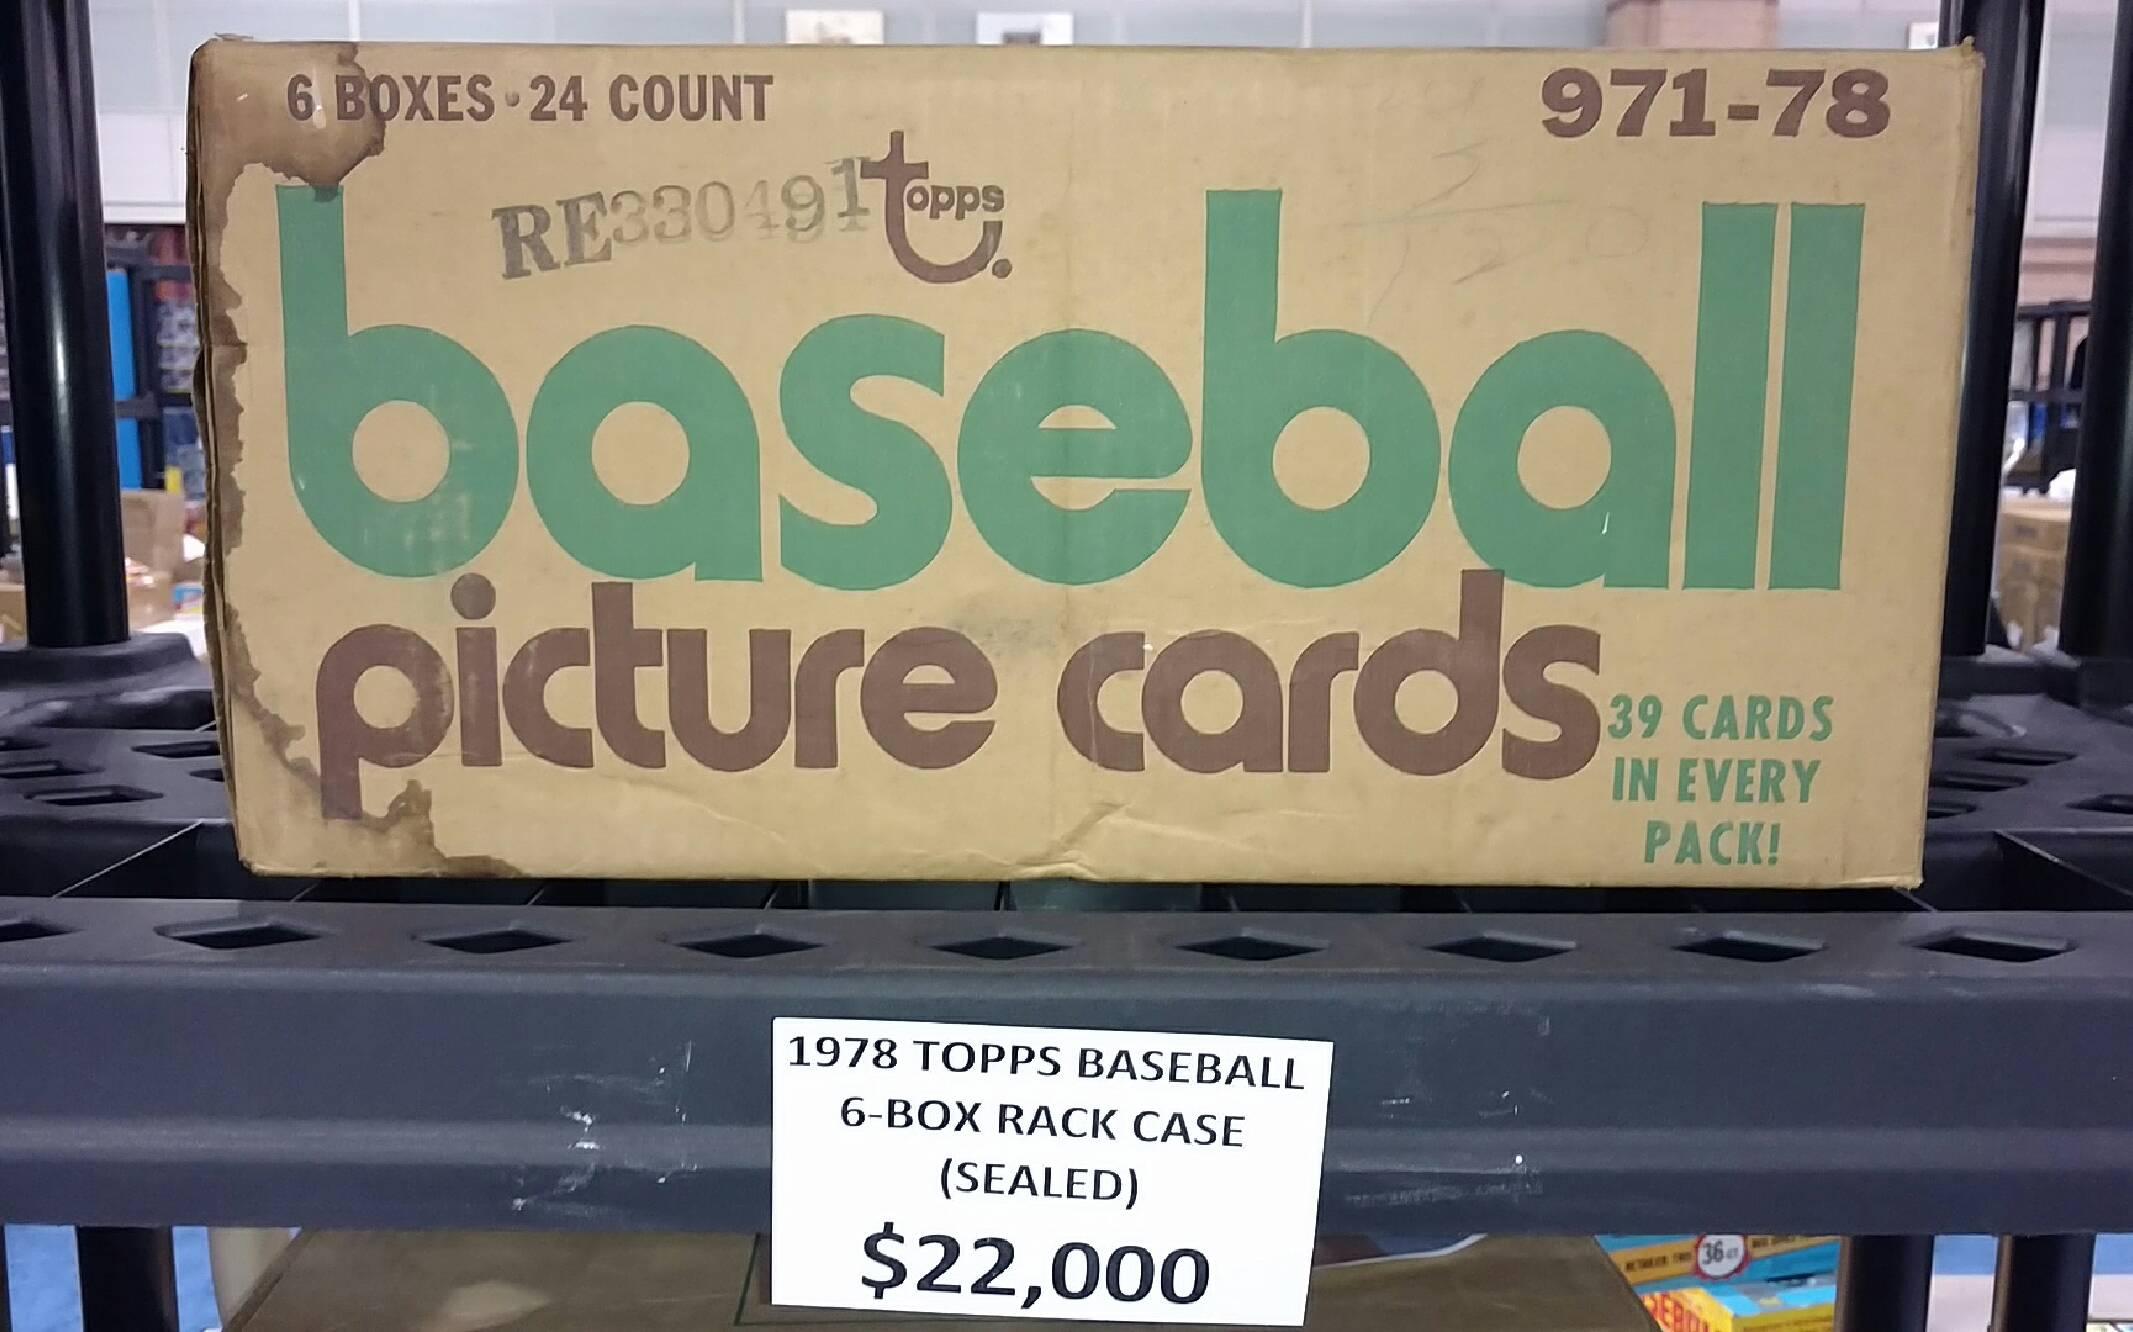 6 BOXES · 24 COUNT
971-78
RE330491
topps
baseball
picture cards
39 CARDS
IN EVERY
PACK!
1978 TOPPS BASEBALL
6-BOX RACK CASE
(SEALED)
$22,000
36